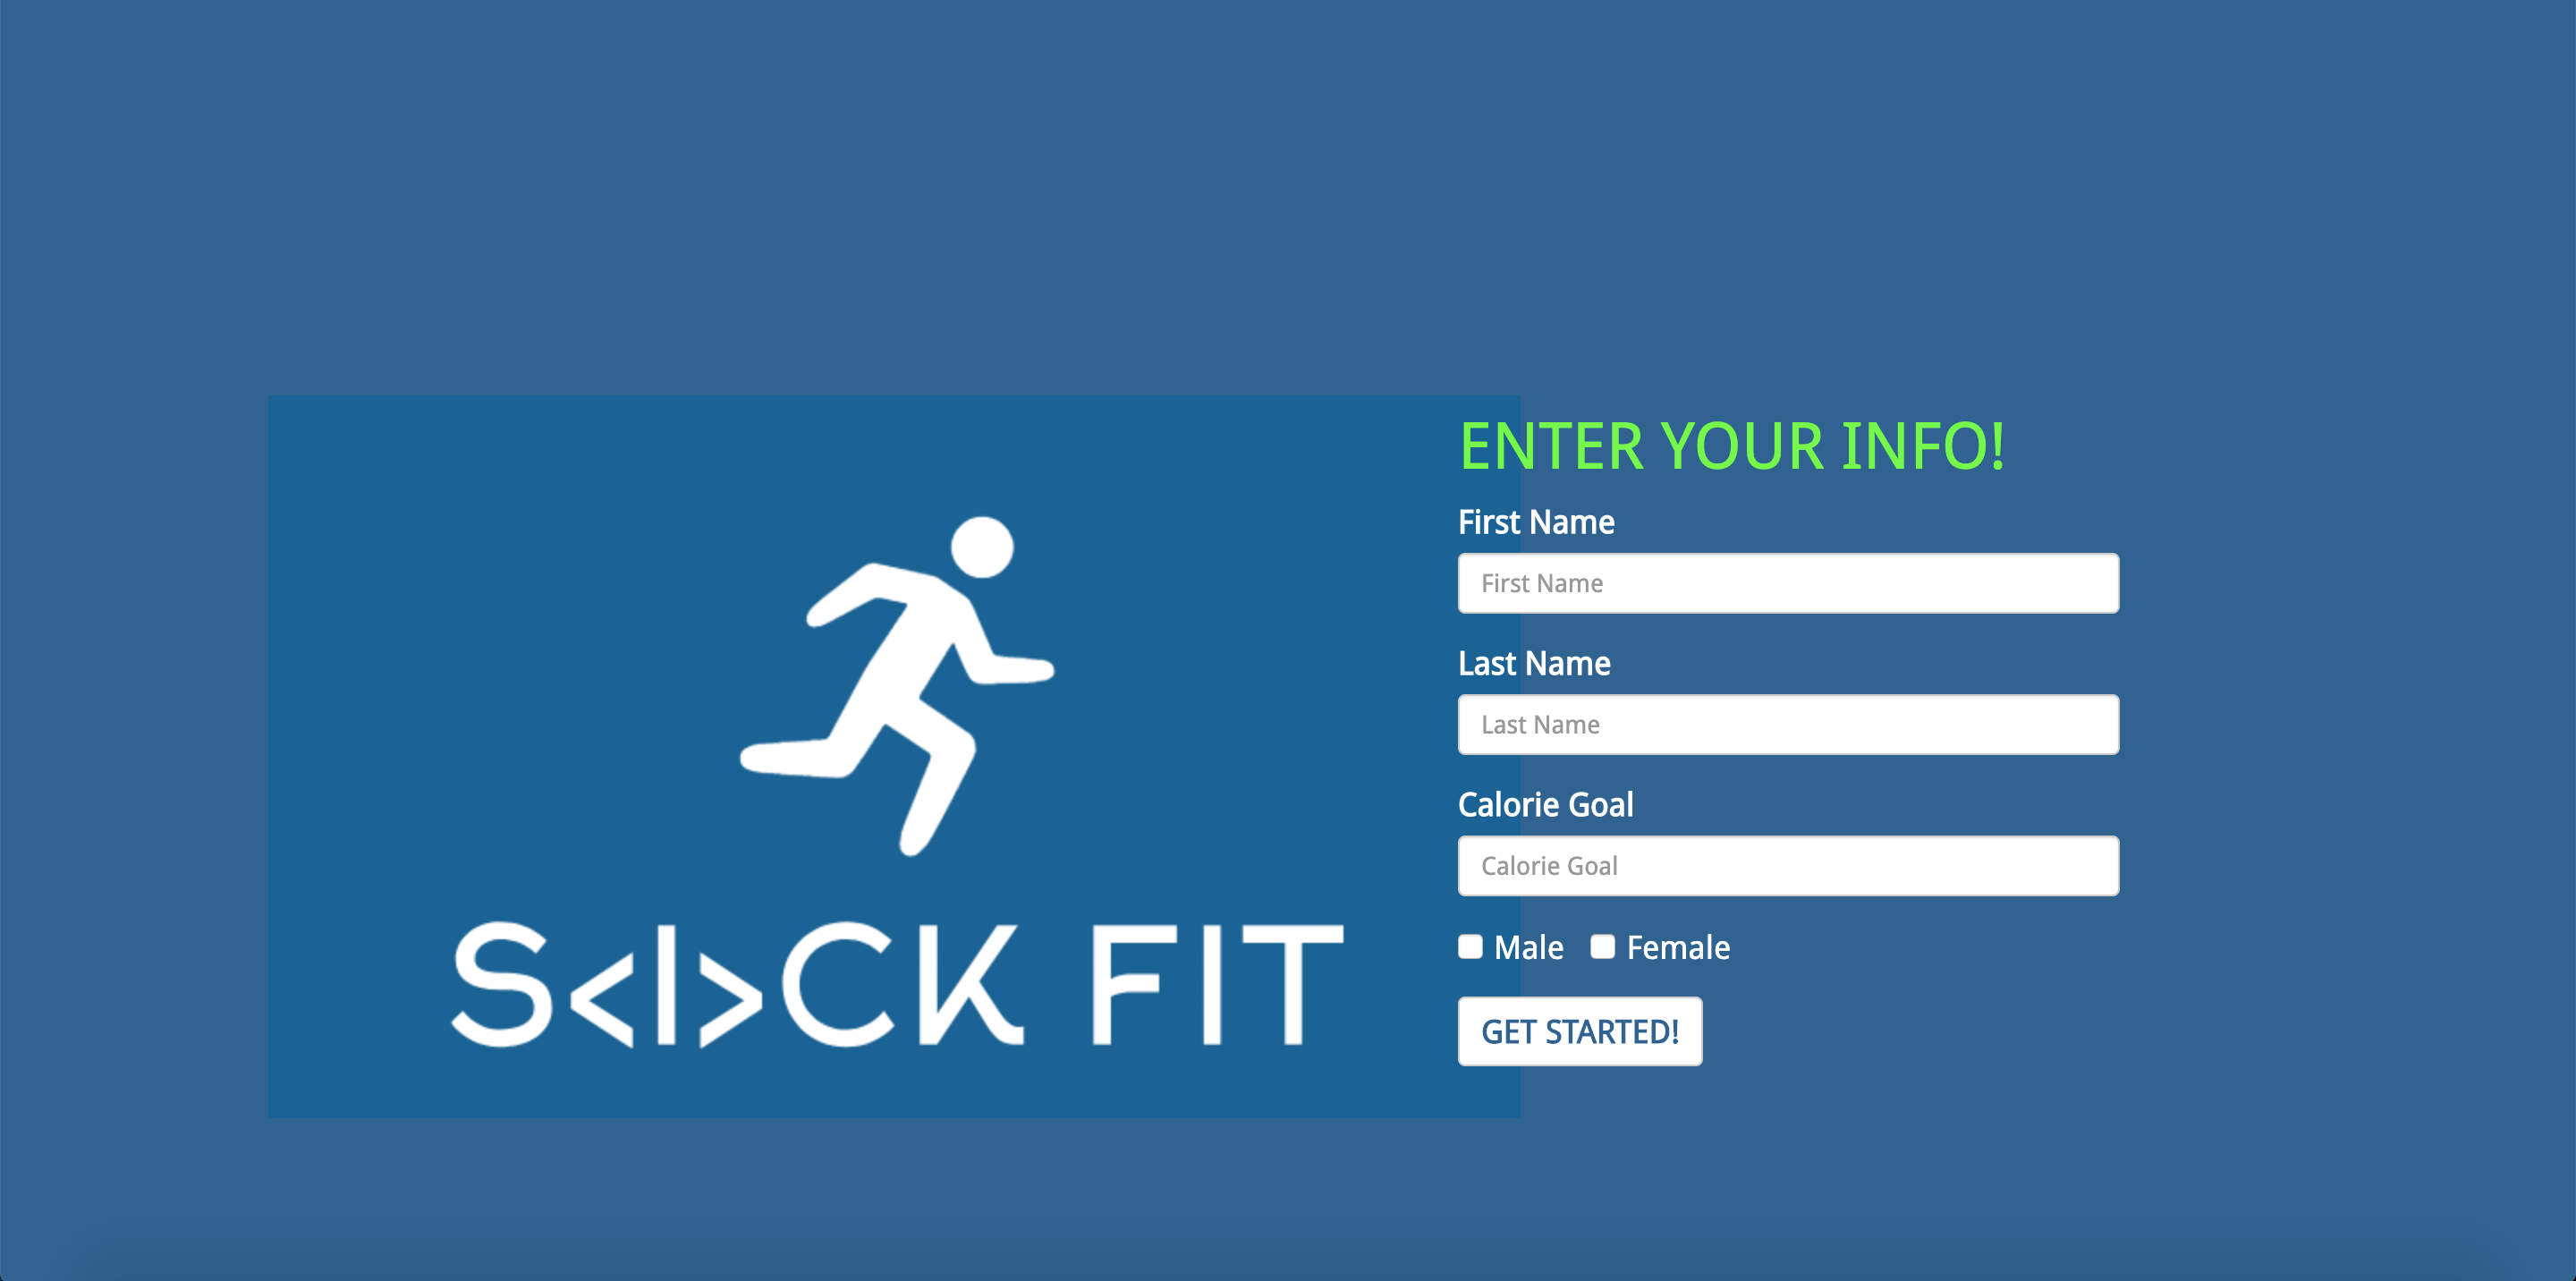 S<I>CK FIT
ENTER YOUR INFO!
First Name
First Name
Last Name
Last Name
Calorie Goal
Calorie Goal
Male Female
GET STARTED!